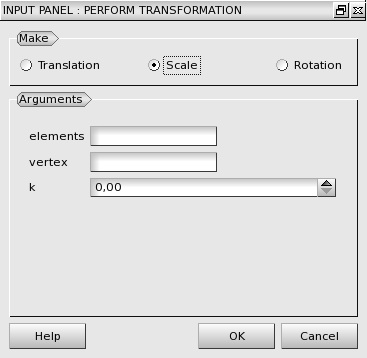 INPUT PANEL : PERFORM TRANSFORMATION
Make
Translation Scale Rotation
Arguments
elements
vertex
k 0,00
Help OK Cancel